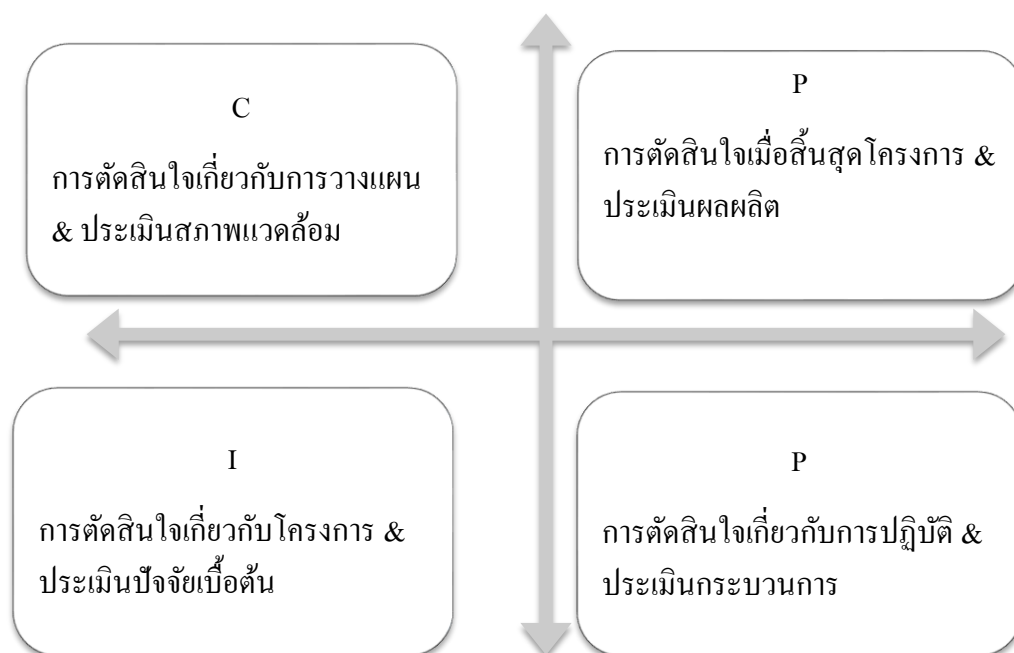 C
การตัดสินใจเกี่ยวกับการวางแผน
& ประเมินสภาพแวดล้อม
P
การตัดสินใจเมื่อสิ้นสุดโครงการ &
ประเมินผลผลิต
I
การตัดสินใจเกี่ยวกับโครงการ &
ประเมินปัจจัยเบื้อต้น
P
การตัดสินใจเกี่ยวกับการปฏิบัติ &
ประเมินกระบวนการ